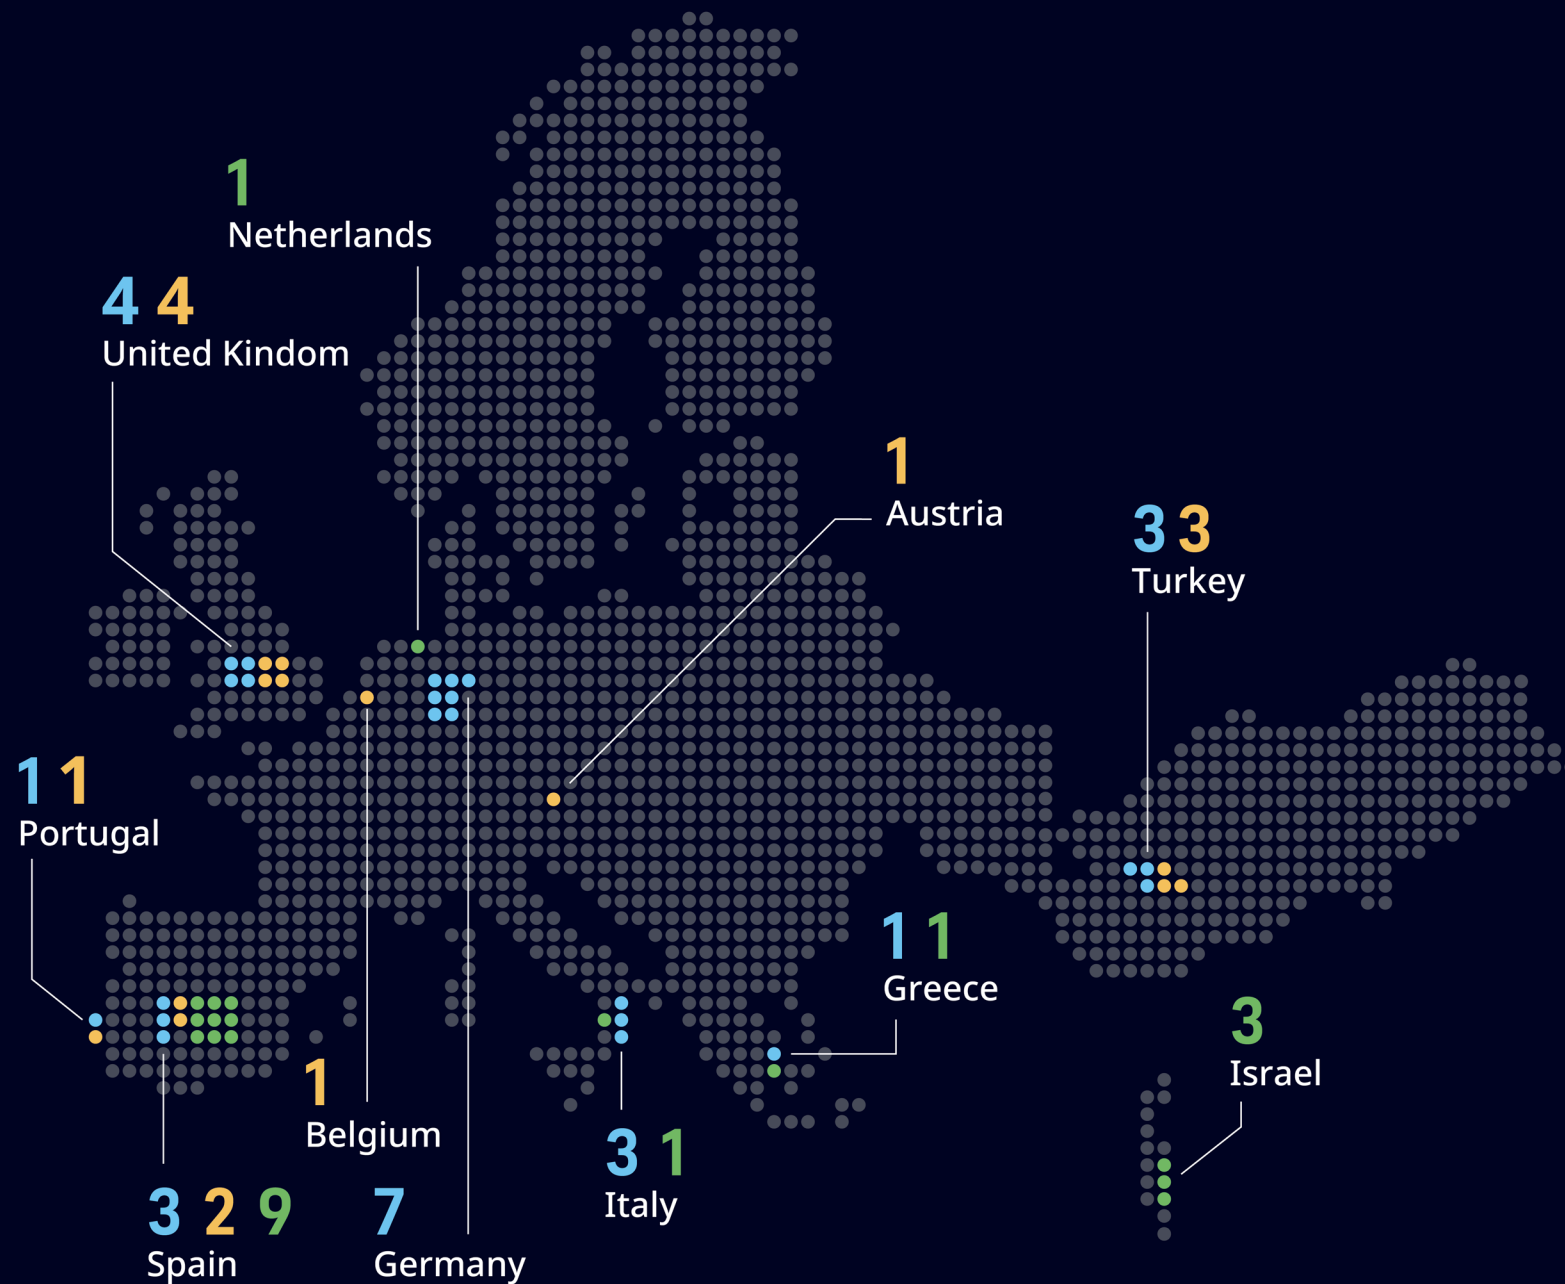 1
Netherlands
4 4
United Kindom
1
Austria
3 3
Turkey
1 1
Portugal
1 1
Greece
3
Israel
1
Belgium
3 1
Italy
3 2 9
Spain
7
Germany